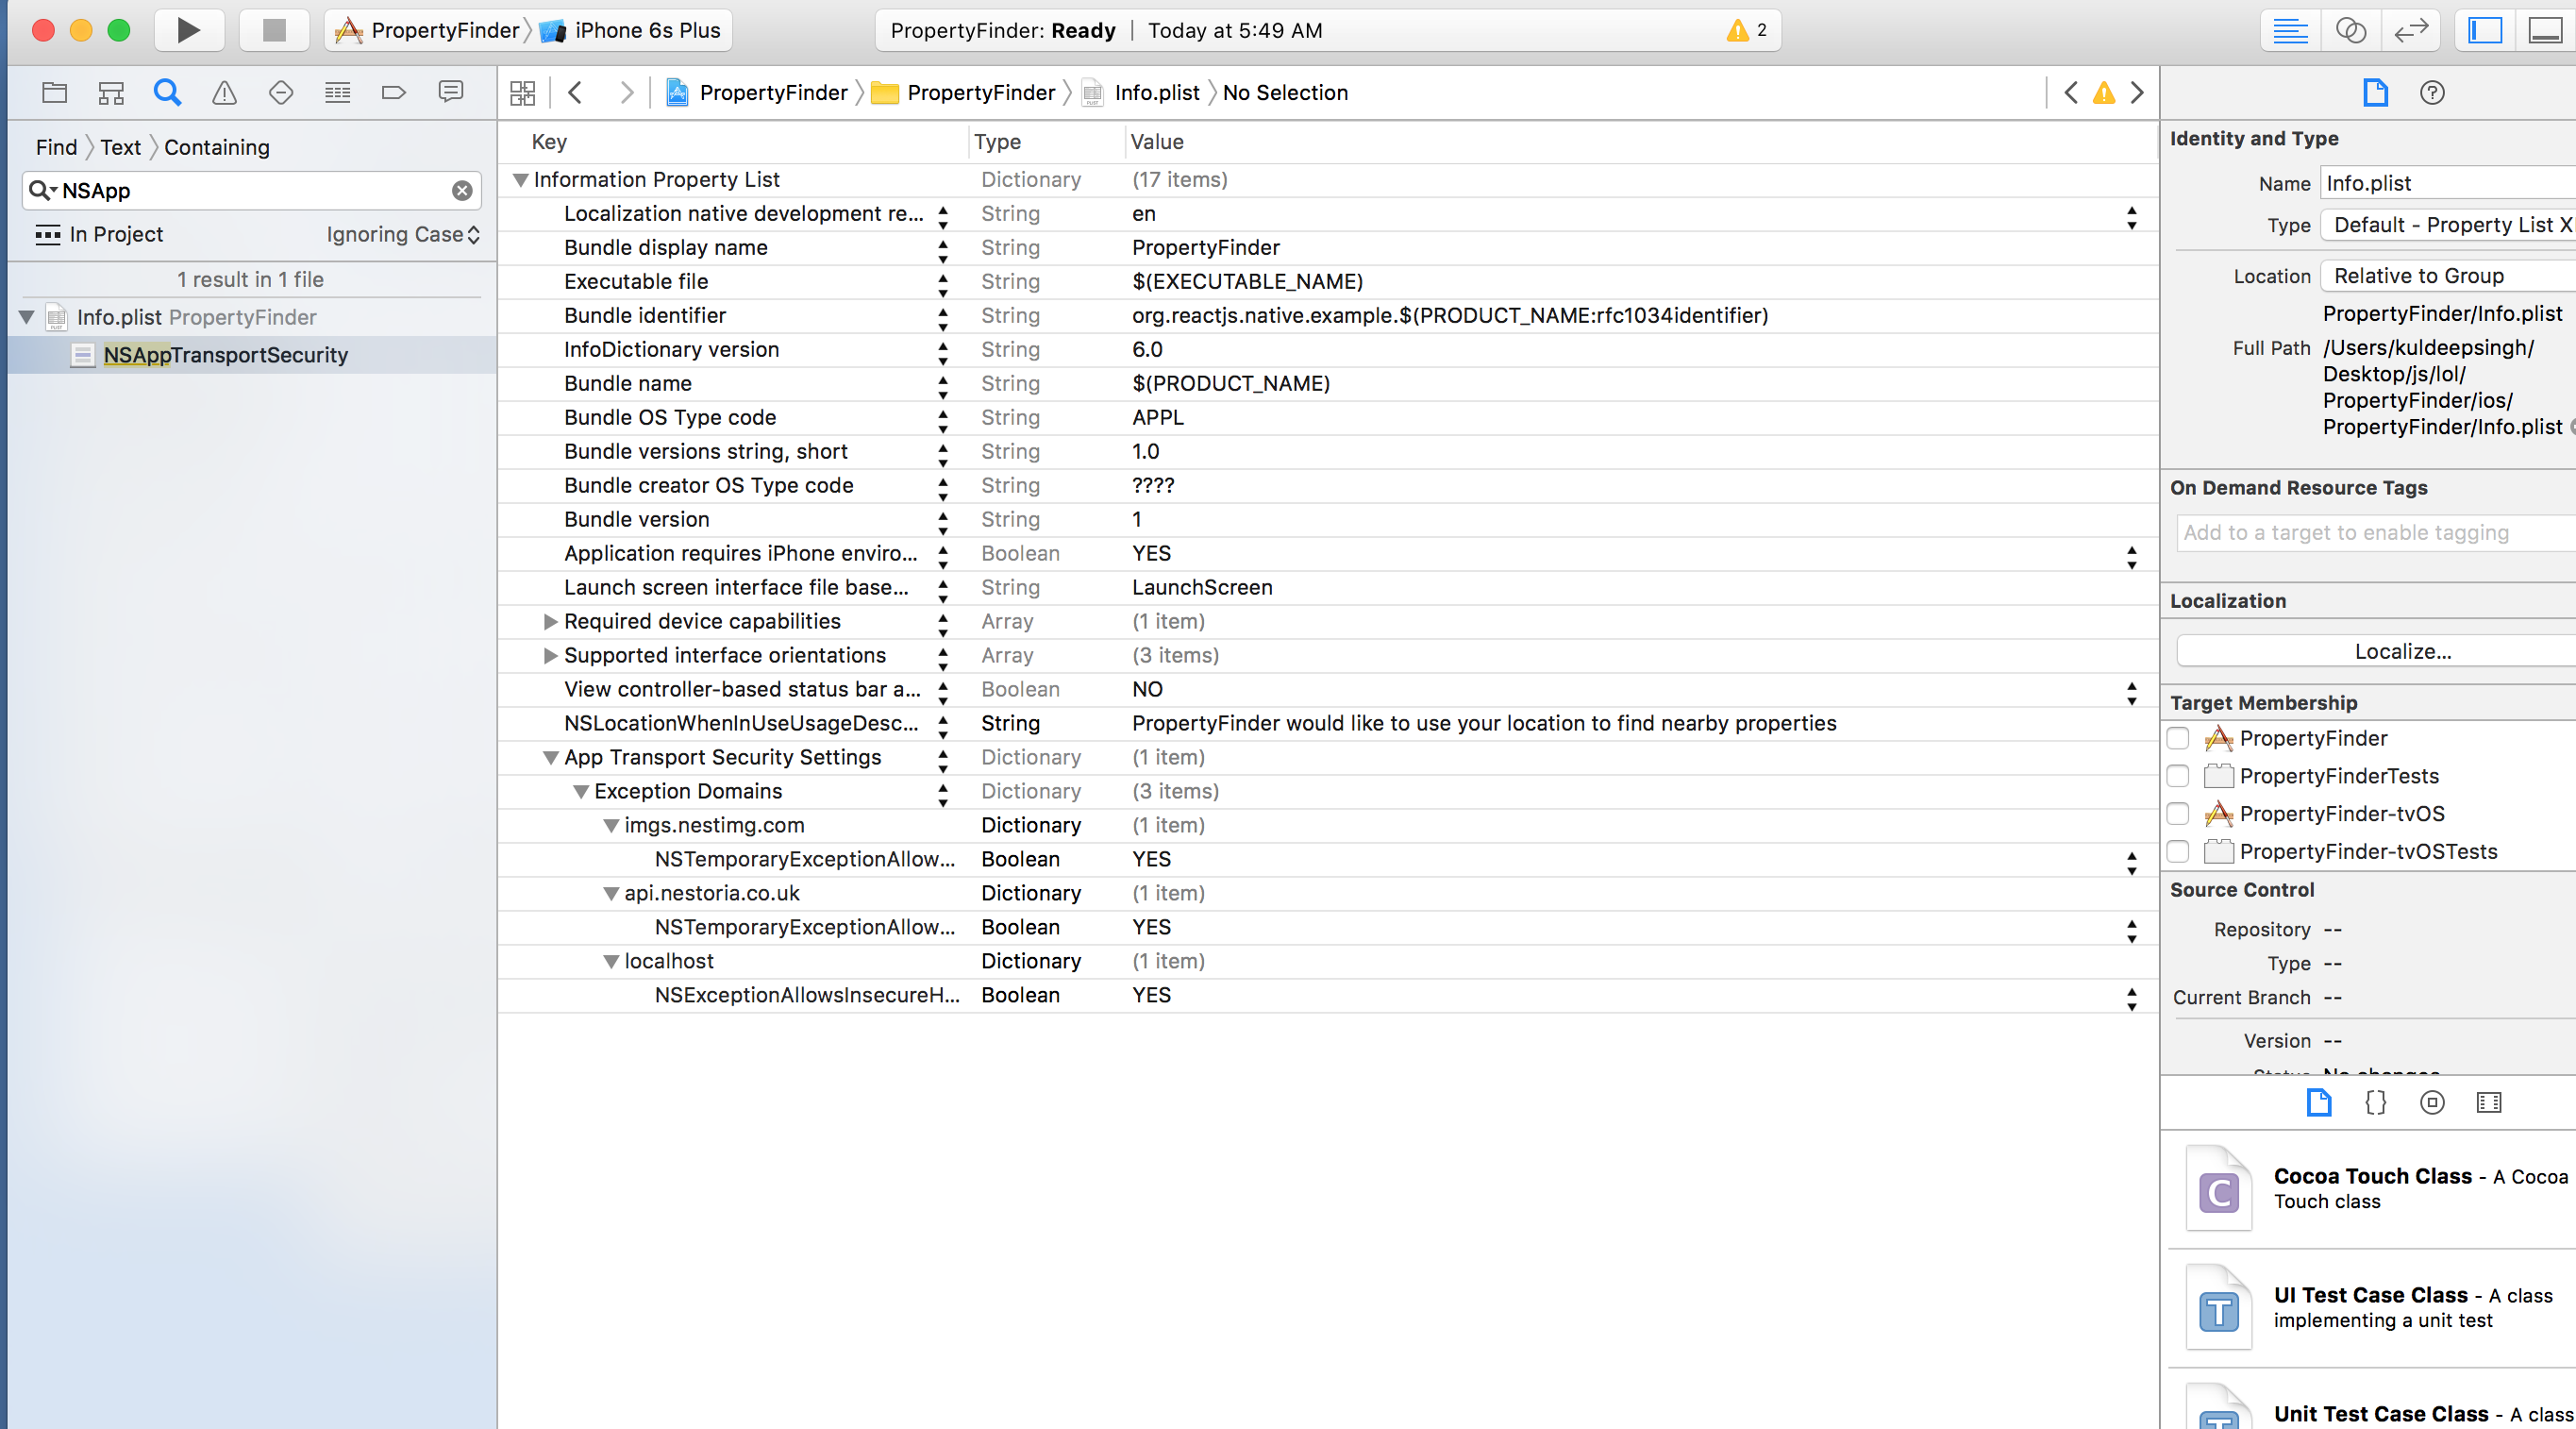 PropertyFinder iPhone 6s Plus
PropertyFinder: Ready | Today at 5:49 AM 2
PropertyFinder PropertyFinder Info.plist No Selection
Find Text Containing
NSApp
In Project Ignoring Case
1 result in 1 file
Info.plist PropertyFinder
NSAppTransportSecurity
Key Type Value
Information Property List Dictionary (17 items)
Localization native development re... String en
Bundle display name String PropertyFinder
Executable file String $(EXECUTABLE_NAME)
Bundle identifier String org.reactjs.native.example.$(PRODUCT_NAME:rfc1034identifier)
InfoDictionary version String 6.0
Bundle name String $(PRODUCT_NAME)
Bundle OS Type code String APPL
Bundle versions string, short String 1.0
Bundle creator OS Type code String ????
Bundle version String 1
Application requires iPhone enviro... Boolean YES
Launch screen interface file base... String LaunchScreen
Required device capabilities Array (1 item)
Supported interface orientations Array (3 items)
View controller-based status bar a... Boolean NO
NSLocationWhenInUseUsageDesc... String PropertyFinder would like to use your location to find nearby properties
App Transport Security Settings Dictionary (1 item)
Exception Domains Dictionary (3 items)
imgs.nestimg.com Dictionary (1 item)
NSTemporaryExceptionAllow... Boolean YES
api.nestoria.co.uk Dictionary (1 item)
NSTemporaryExceptionAllow... Boolean YES
localhost Dictionary (1 item)
NSExceptionAllowsInsecureH... Boolean YES
Identity and Type
Name Info.plist
Type Default - Property List X
Location Relative to Group
PropertyFinder/Info.plist
Full Path /Users/kuldeepsingh/
Desktop/js/lol/
PropertyFinder/ios/
PropertyFinder/Info.plist
On Demand Resource Tags
Add to a target to enable tagging
Localization
Localize...
Target Membership
PropertyFinder
PropertyFinderTests
PropertyFinder-tvOS
PropertyFinder-tvOSTests
Source Control
Repository --
Type --
Current Branch --
Version --
Status No changes
Cocoa Touch Class - A Cocoa
Touch class
UI Test Case Class - A class
implementing a unit test
Unit Test Case Class - A class